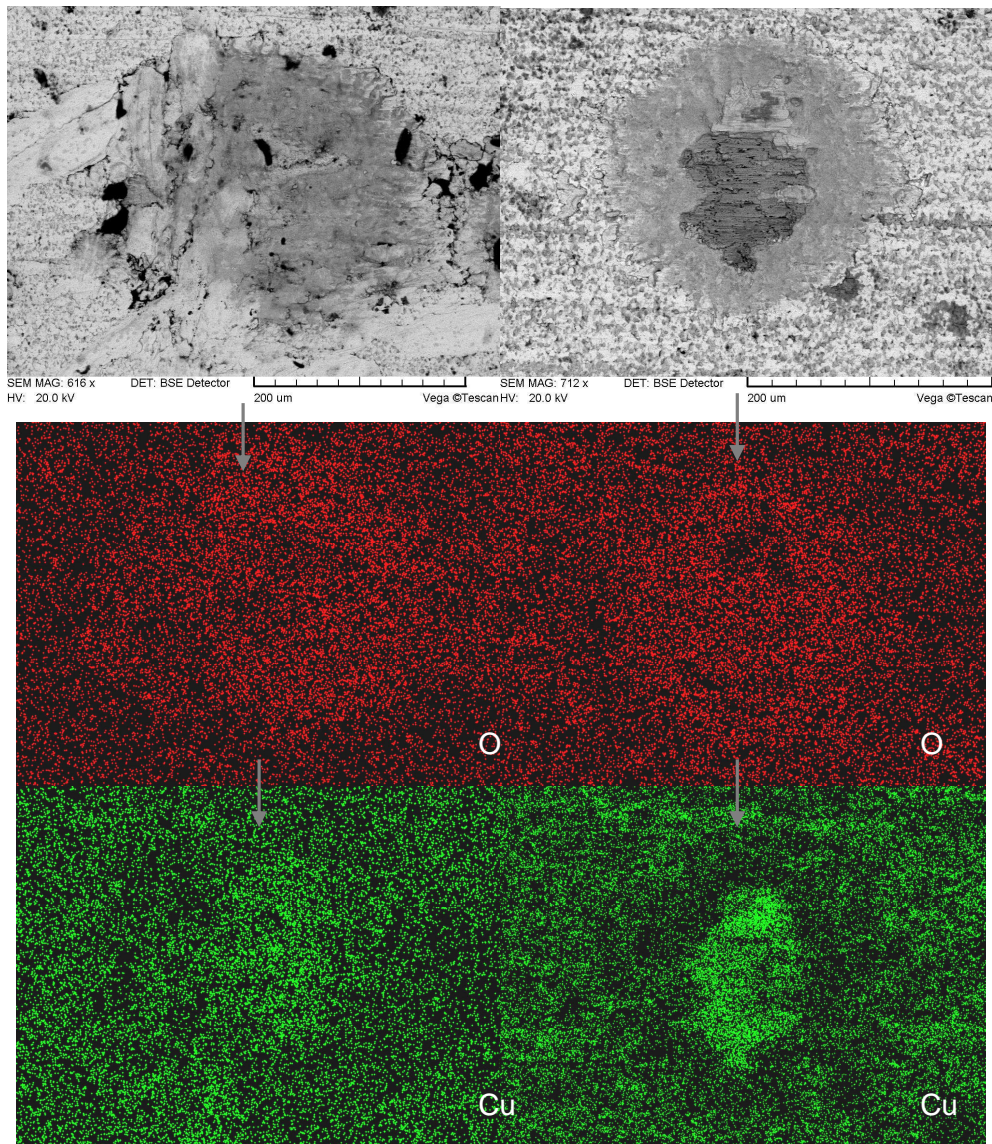 SEM MAG: 616 x DET: BSE Detector
HV: 20.0 kV 200 um Vega ©Tescan
SEM MAG: 712 x DET: BSE Detector
HV: 20.0 kV 200 um Vega ©Tescan
O
O
Cu
Cu